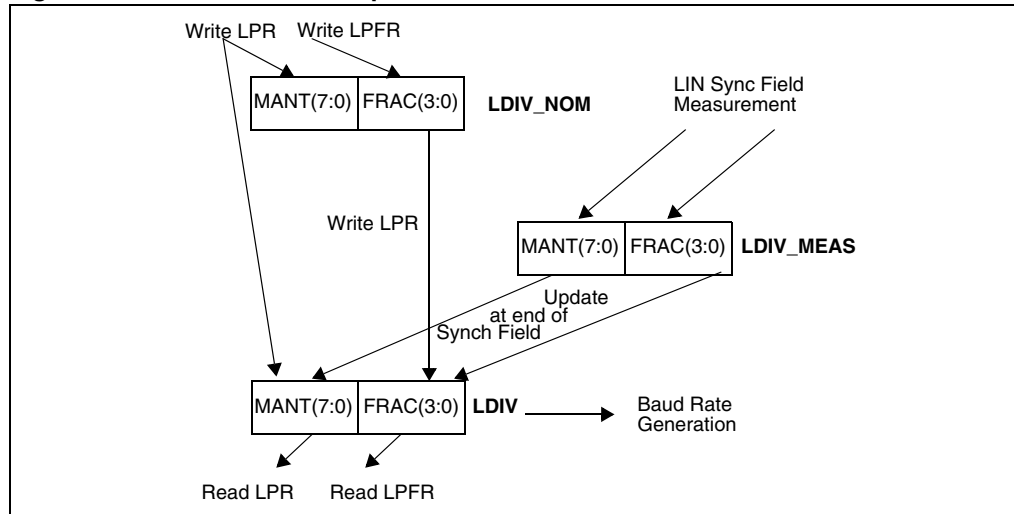 Write LPR Write LPFR
MANT(7:0) FRAC(3:0) LDIV_NOM
LIN Sync Field
Measurement
Write LPR
MANT(7:0) FRAC(3:0) LDIV_MEAS
Update
at end of
Synch Field
MANT(7:0) FRAC(3:0) LDIV
Baud Rate
Generation
Read LPR Read LPFR